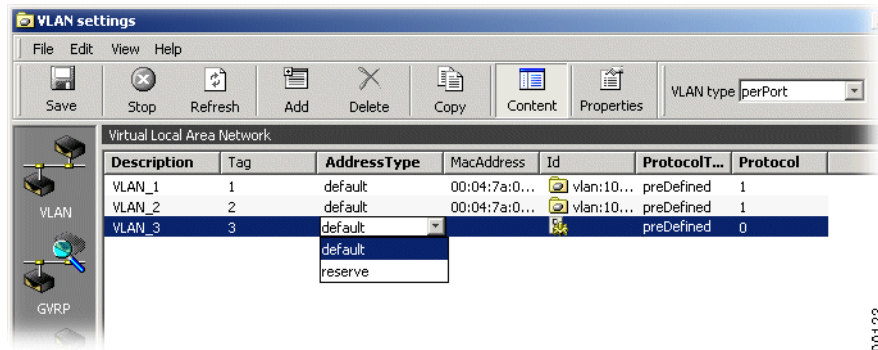 VLAN settings
File Edit View Help
Save Stop Refresh Add Delete Copy Content Properties VLAN type perPort
Virtual Local Area Network
Description Tag AddressType MacAddress Id ProtocolT... Protocol
VLAN_1 1 default 00:04:7a:0... vlan:10... preDefined 1
VLAN_2 2 default 00:04:7a:0... vlan:10... preDefined 1
VLAN_3 3 default preDefined 0
default
reserve
VLAN
GVRP